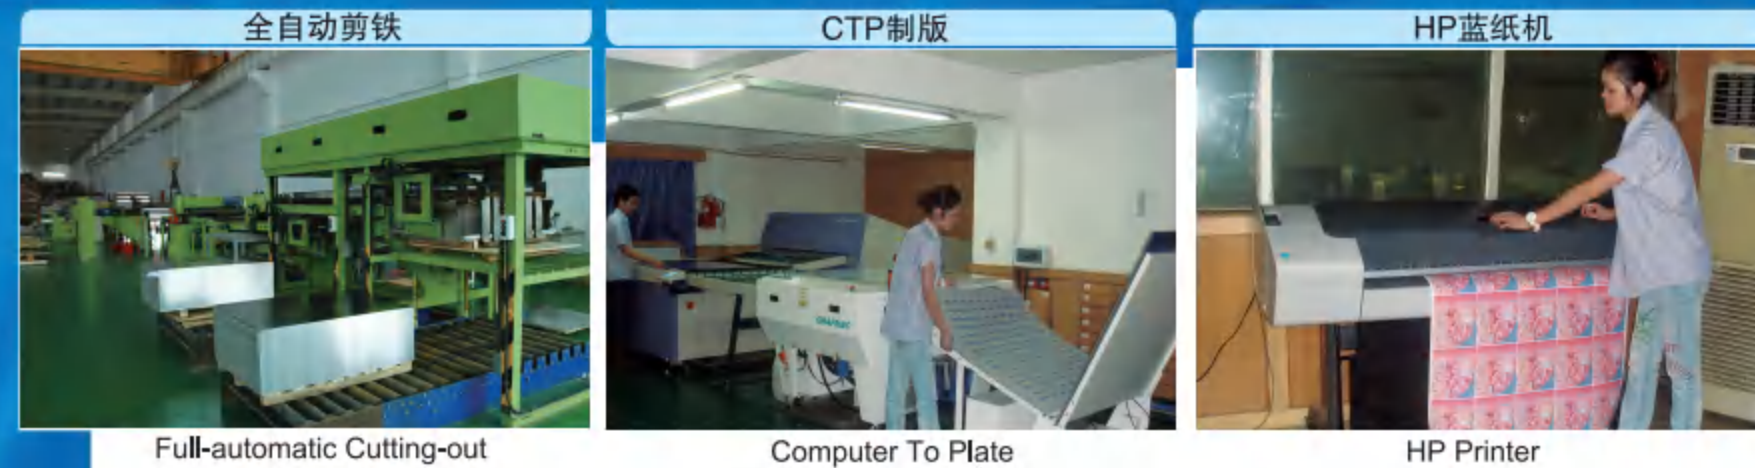 全自动剪铁
CTP制版
HP蓝纸机
Full-automatic Cutting-out
Computer To Plate
HP Printer